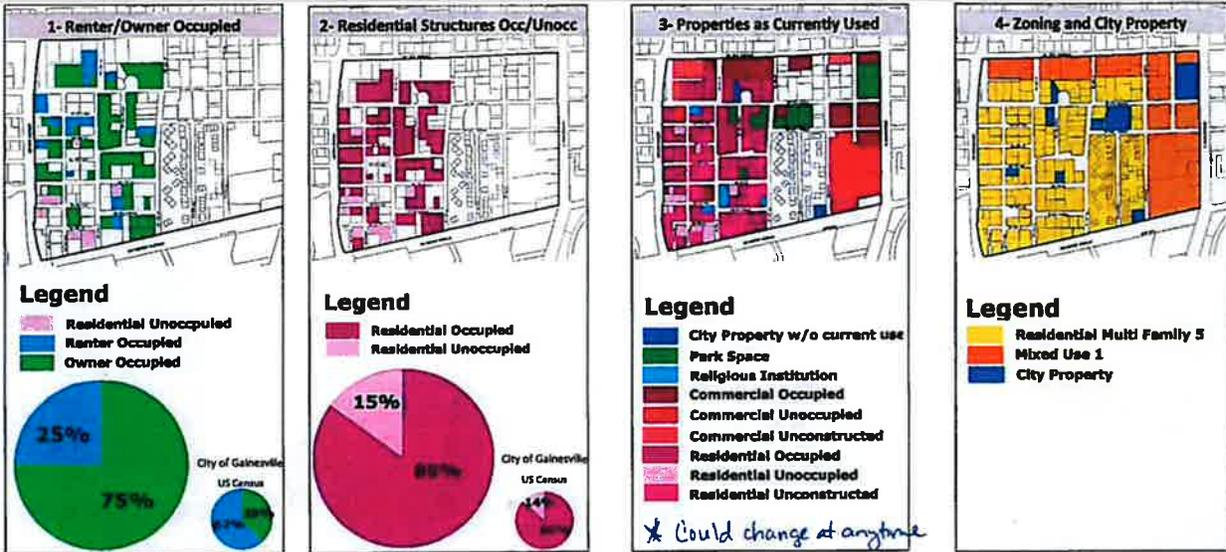 1- Renter/Owner Occupied
Legend
Residential Unoccpuied
Renter Occupied
Owner Occupied
25%
75%
City of Gainesville
US Census
62%
38%
2- Residential Structures Occ/Unocc
Legend
Residential Occupied
Residential Unoccupied
15%
85%
City of Gainesville
US Census
14%
86%
3- Properties as Currently Used
Legend
City Property w/o current use
Park Space
Religious Institution
Commercial Occupied
Commercial Unoccupied
Commercial Unconstructed
Residential Occupied
Residential Unoccupied
Residential Unconstructed
* Could change at anytime
4- Zoning and City Property
Legend
Residential Multi Family 5
Mixed Use 1
City Property